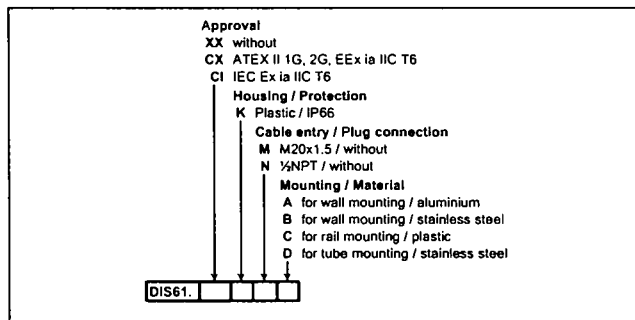 Approval
XX without
CX ATEX II 1G, 2G, EEx ia IIC T6
CI IEC Ex ia IIC T6
Housing / Protection
K Plastic / IP66
Cable entry / Plug connection
M M20x1.5 / without
N ½NPT / without
Mounting / Material
A for wall mounting / aluminium
B for wall mounting / stainless steel
C for rail mounting / plastic
D for tube mounting / stainless steel
DIS61.